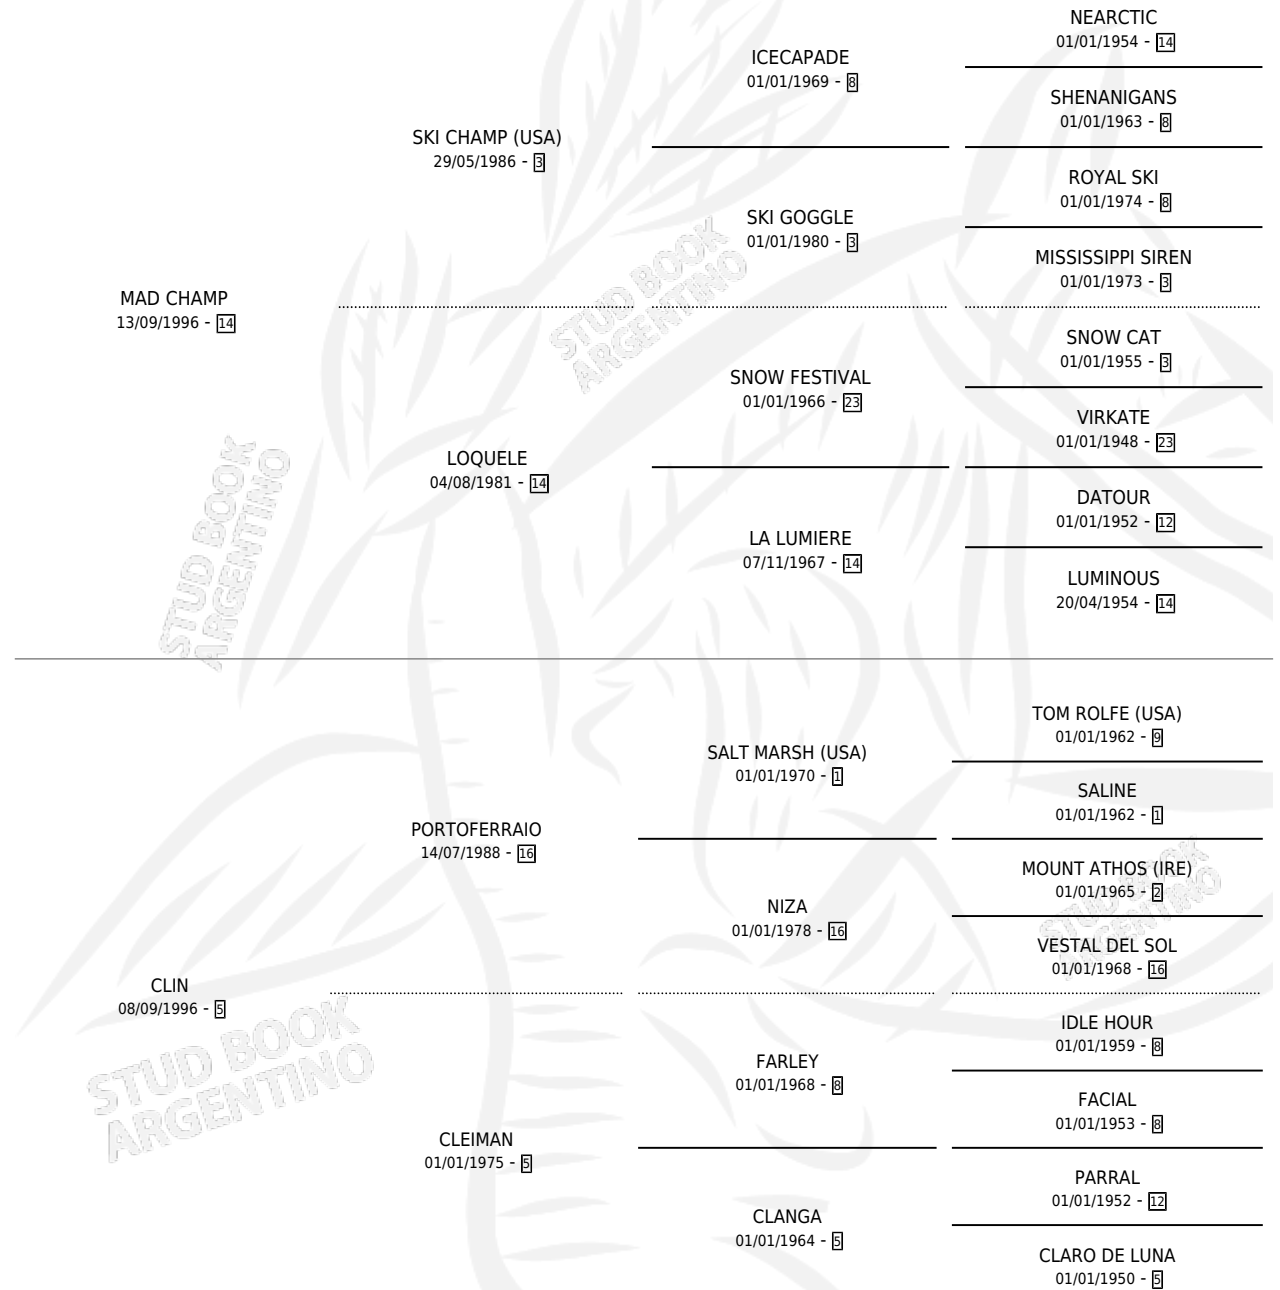 NEARCTIC
01/01/1954 - 14
ICECAPADE
01/01/1969 - 8
SHENANIGANS
01/01/1963 - 8
SKI CHAMP (USA)
29/05/1986 - 3
ROYAL SKI
01/01/1974 - 8
SKI GOGGLE
01/01/1980 - 3
MISSISSIPPI SIREN
01/01/1973 - 3
MAD CHAMP
13/09/1996 - 14
SNOW CAT
01/01/1955 - 3
SNOW FESTIVAL
01/01/1966 - 23
VIRKATE
01/01/1948 - 23
LOQUELE
04/08/1981 - 14
DATOUR
01/01/1952 - 12
LA LUMIERE
07/11/1967 - 14
LUMINOUS
20/04/1954 - 14
TOM ROLFE (USA)
01/01/1962 - 9
SALT MARSH (USA)
01/01/1970 - 1
SALINE
01/01/1962 - 1
PORTOFERRAIO
14/07/1988 - 16
MOUNT ATHOS (IRE)
01/01/1965 - 2
NIZA
01/01/1978 - 16
VESTAL DEL SOL
01/01/1968 - 16
CLIN
08/09/1996 - 5
IDLE HOUR
01/01/1959 - 8
FARLEY
01/01/1968 - 8
FACIAL
01/01/1953 - 8
CLEIMAN
01/01/1975 - 5
PARRAL
01/01/1952 - 12
CLANGA
01/01/1964 - 5
CLARO DE LUNA
01/01/1950 - 5
STUD BOOK
ARGENTINO
STUD BOOK
ARGENTINO
STUD BOOK
ARGENTINO
STUD BOOK
ARGENTINO